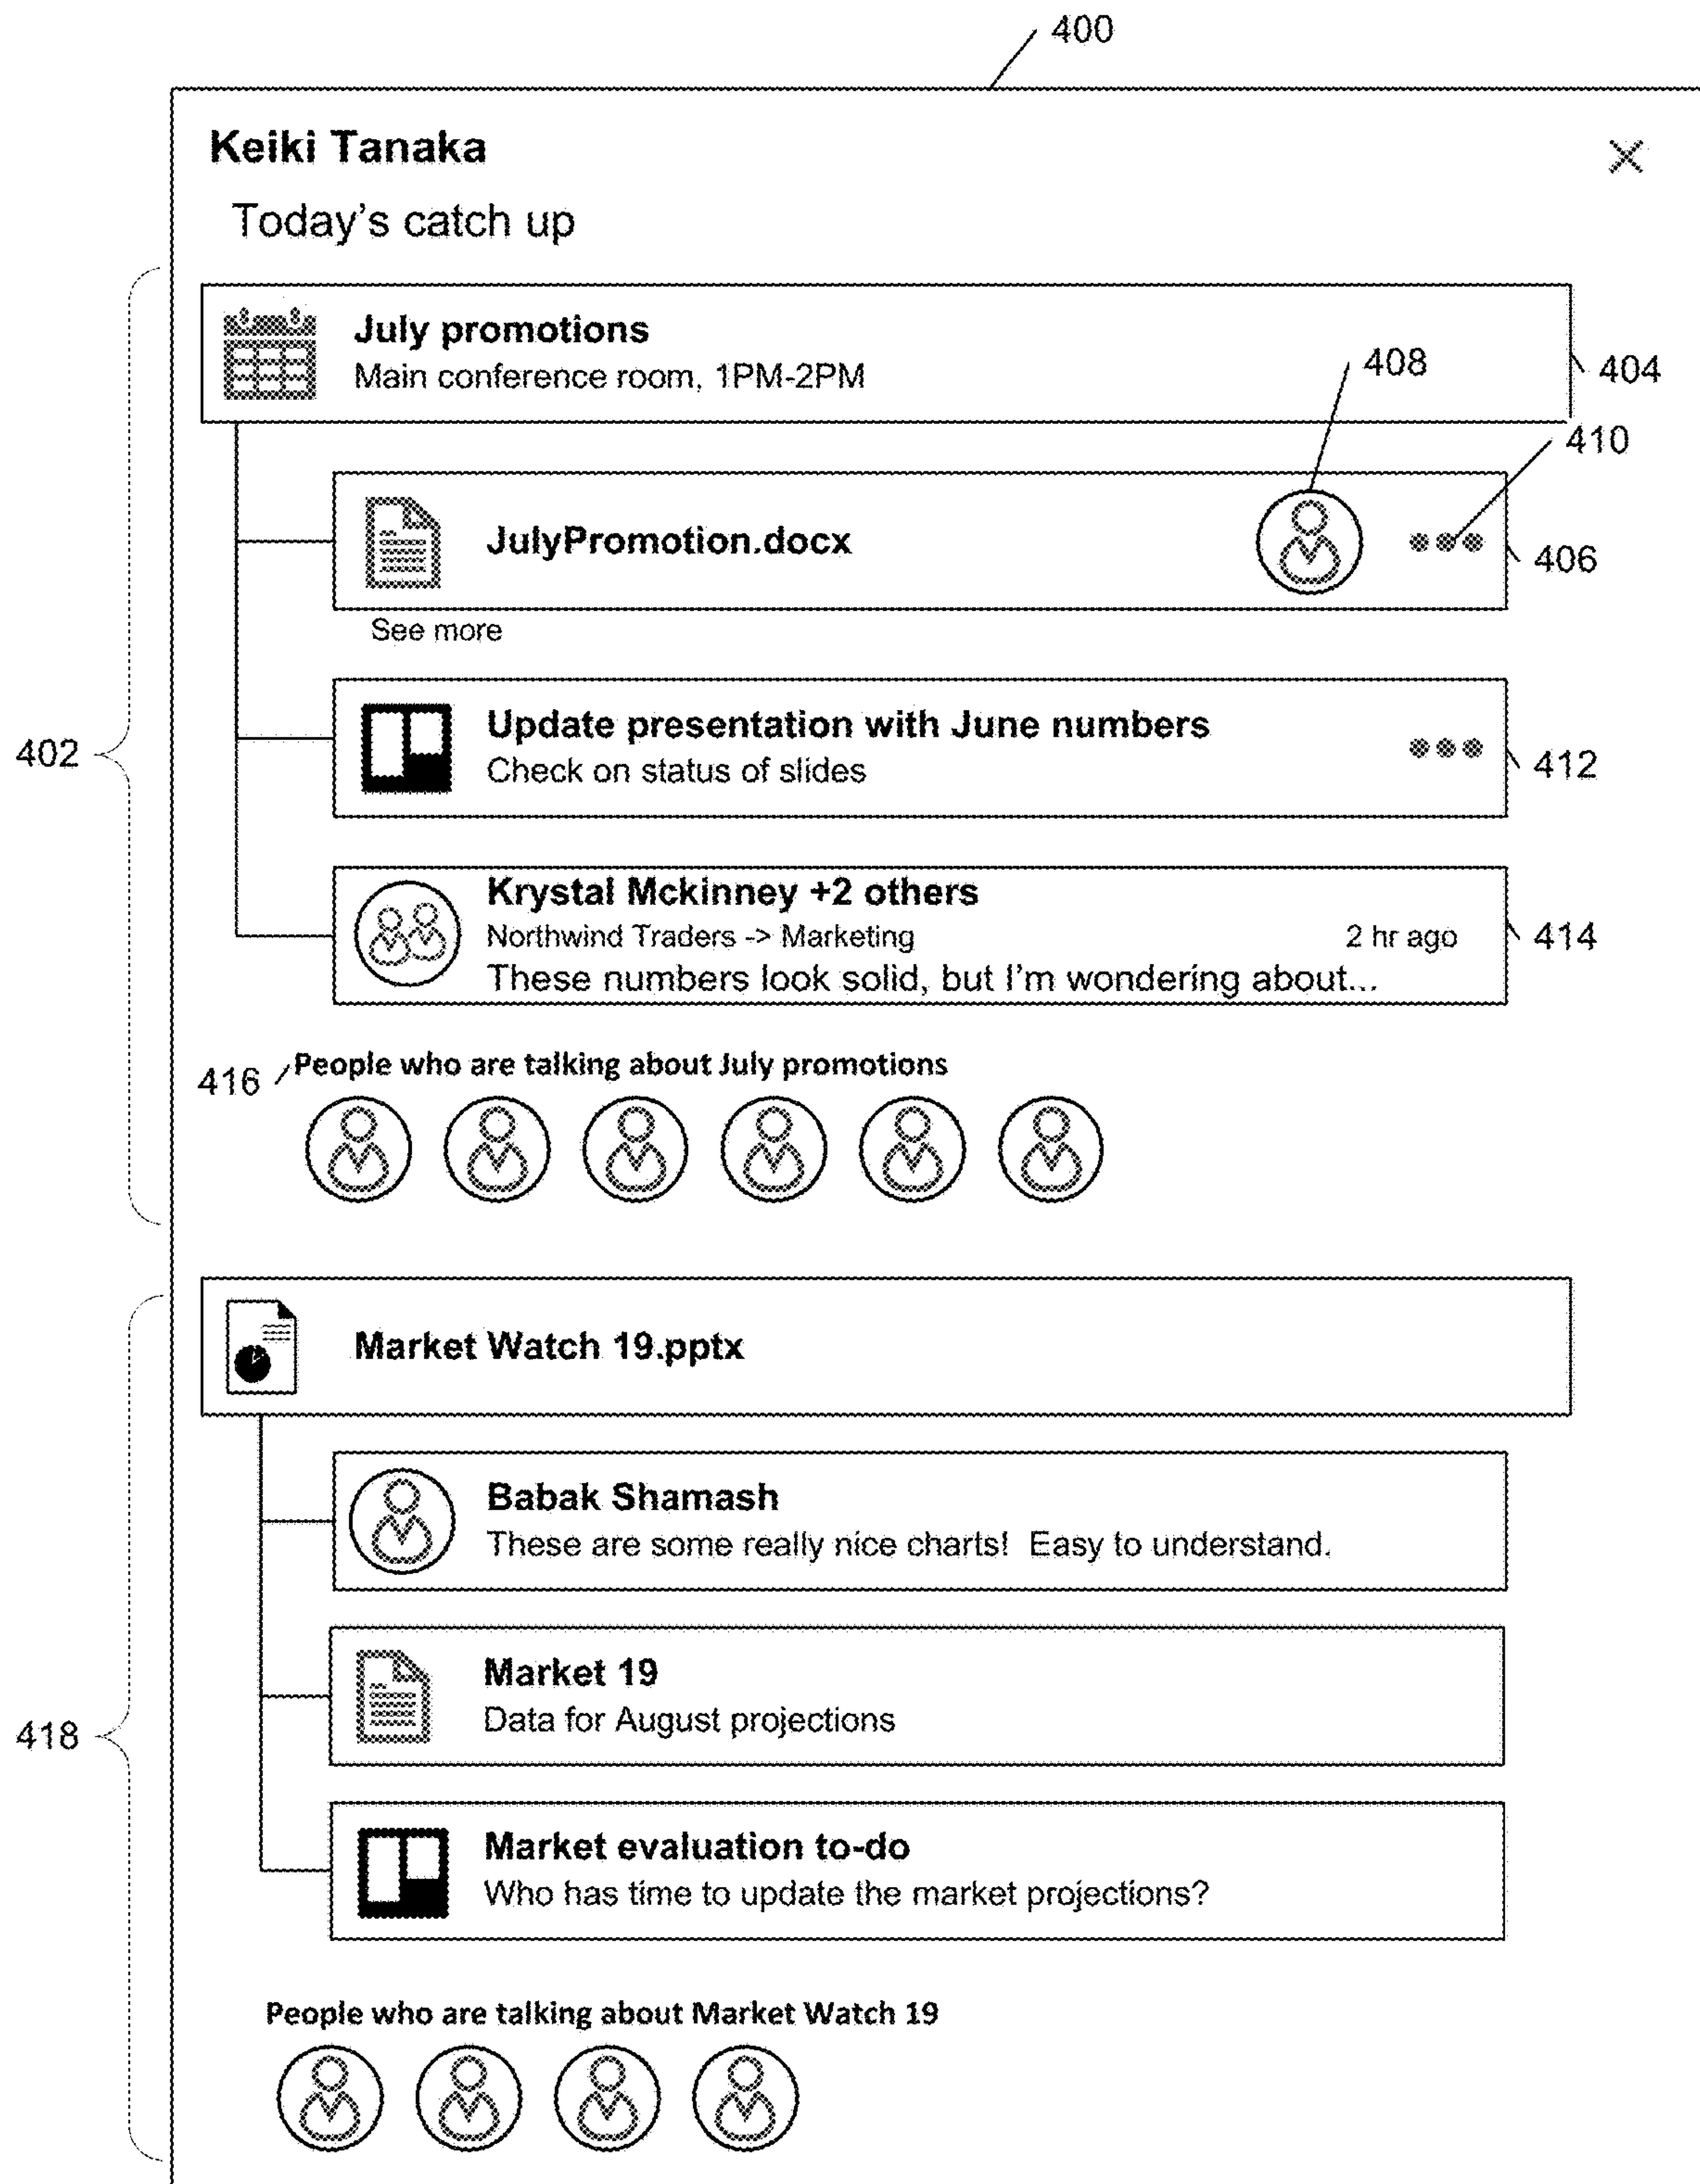 400
Keiki Tanaka
Today's catch up
July promotions
Main conference room, 1PM-2PM
408
404
410
JulyPromotion.docx
406
See more
402
Update presentation with June numbers
Check on status of slides
412
Krystal Mckinney +2 others
Northwind Traders -> Marketing
2 hr ago
414
These numbers look solid, but I'm wondering about...
416
People who are talking about July promotions
Market Watch 19.pptx
Babak Shamash
These are some really nice charts!  Easy to understand.
Market 19
Data for August projections
418
Market evaluation to-do
Who has time to update the market projections?
People who are talking about Market Watch 19